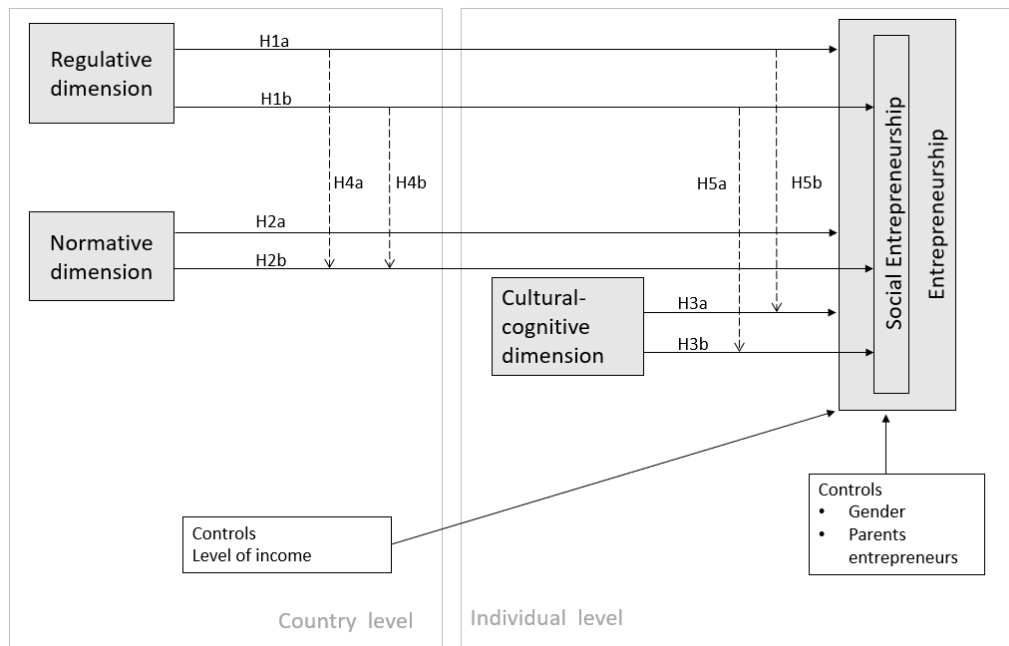 Regulative
dimension
H1a
H1b
H4a
H4b
H5a
H5b
Normative
dimension
H2a
H2b
Cultural-
cognitive
dimension
H3a
H3b
Social Entrepreneurship
Entrepreneurship
Controls
Level of income
Controls
• Gender
• Parents
entrepreneurs
Country level
Individual level